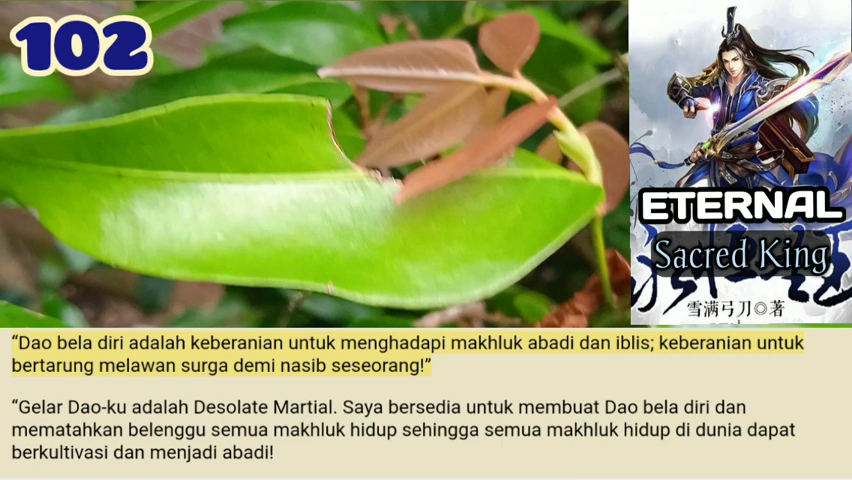 102
ETERNAL
Sacred King
雪满弓刀◎著
“Dao bela diri adalah keberanian untuk menghadapi makhluk abadi dan iblis; keberanian untuk
bertarung melawan surga demi nasib seseorang!”
“Gelar Dao-ku adalah Desolate Martial. Saya bersedia untuk membuat Dao bela diri dan
mematahkan belenggu semua makhluk hidup sehingga semua makhluk hidup di dunia dapat
berkultivasi dan menjadi abadi!